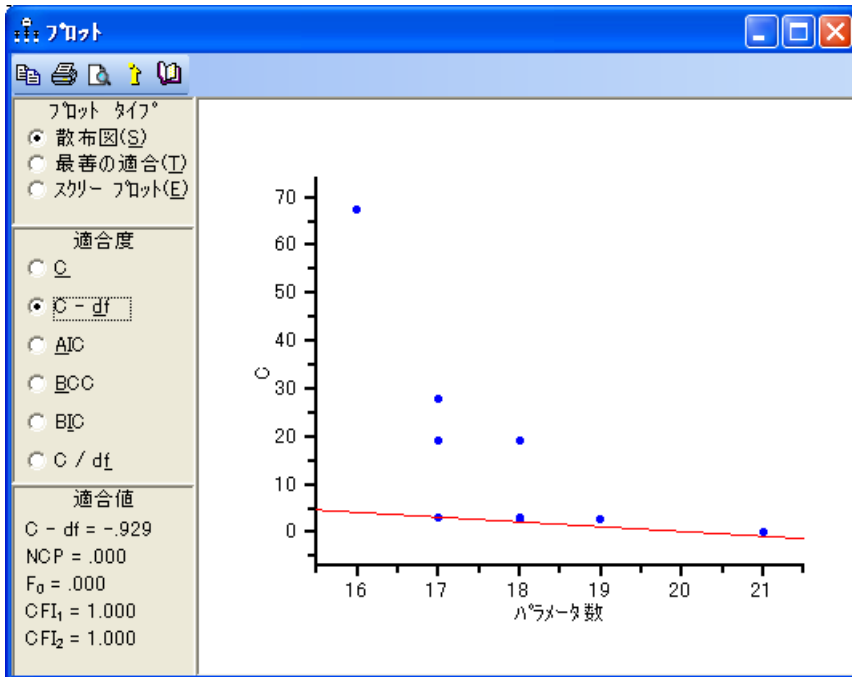 プロット
プロット タイプ
散布図(S)
最善の適合(T)
スクリー プロット(E)
適合度
C
C - df
AIC
BCC
BIC
C / df
適合値
C - df = -.929
NCP = .000
F₀ = .000
CFI₁ = 1.000
CFI₂ = 1.000
70
60
50
40
30
20
10
0
C
16 17 18 19 20 21
パラメータ数